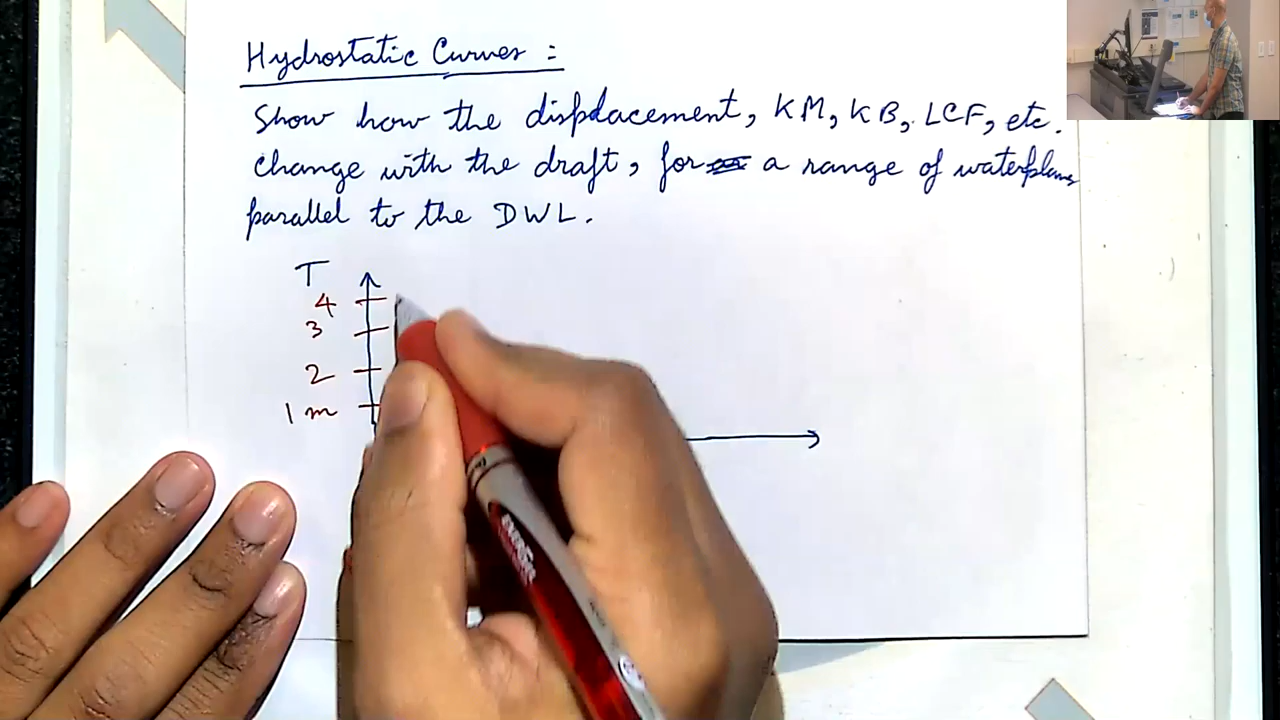 Hydrostatic Curves :
Show how the displacement, KM, KB, LCF, etc.
change with the draft, for a range of waterplanes
parallel to the DWL.
T
4
3
2
1 m